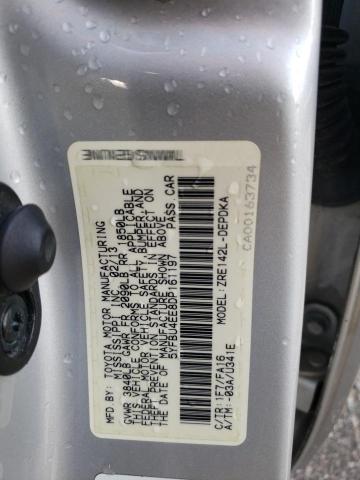 MFD. BY: TOYOTA MOTOR MANUFACTURING
MISSISSIPPI, INC. 02/13
GVWR 3840LB GAWR FR 2090LB RR 1850LB
THIS VEHICLE CONFORMS TO ALL APPLICABLE
FEDERAL MOTOR VEHICLE SAFETY, BUMPER AND
THEFT PREVENTION STANDARDS IN EFFECT ON
THE DATE OF MANUFACTURE SHOWN ABOVE.
5YFBU4EE8DP161197 PASS. CAR
C/TR:1F7/FA16 MODEL:ZRE142L-DEPDKA
A/TM:-03A/U341E
CA00163734